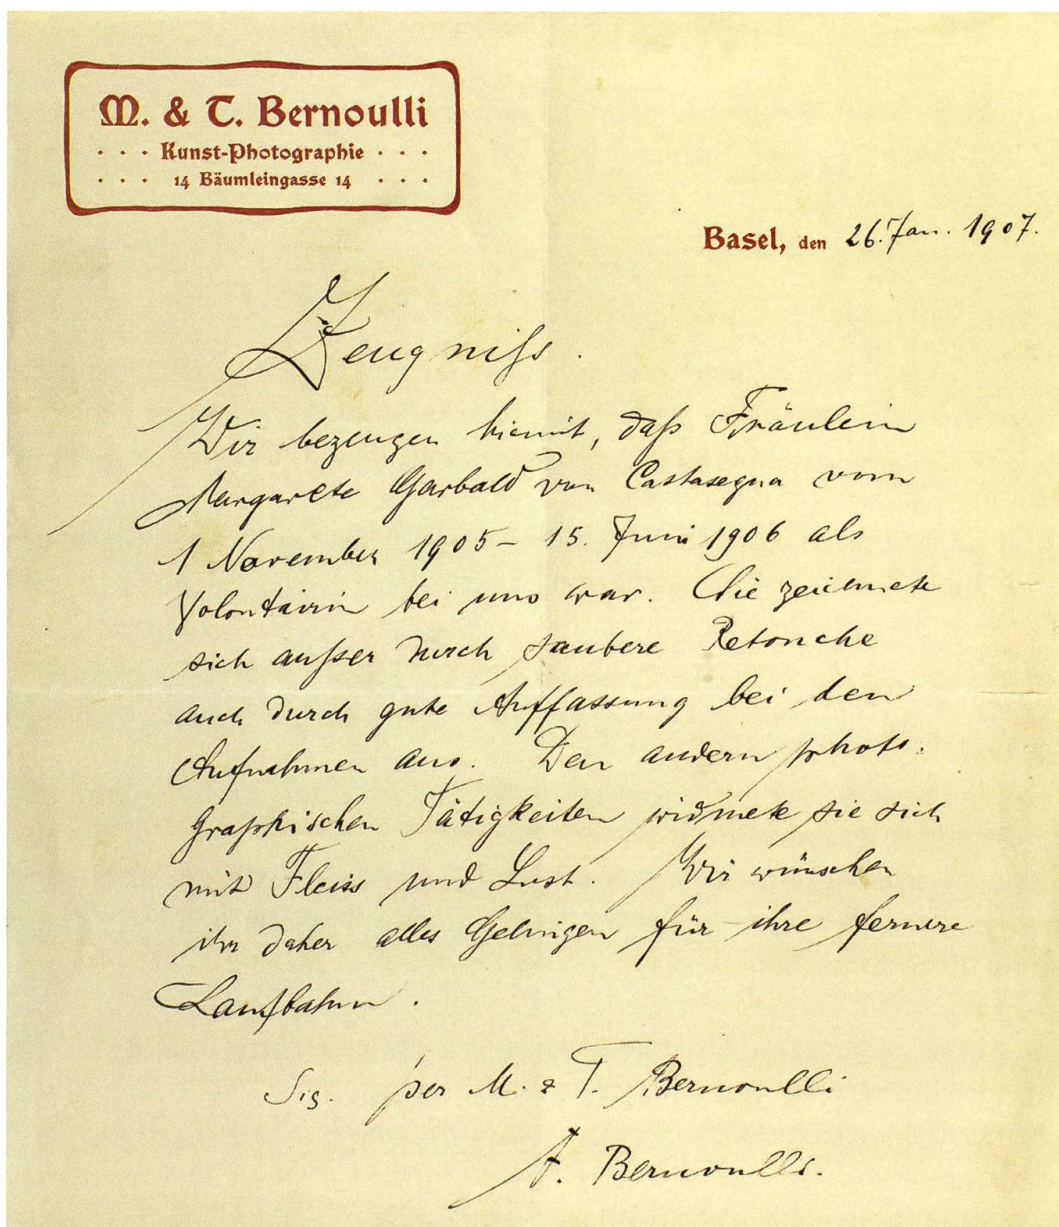 M. & T. Bernoulli
· · · Kunst-Photographie · · ·
· · · 14 Bäumleingasse 14 · · ·
Basel, den 26. Jan. 1907.
Zeugniss.
Wir bezeugen hiemit, dass Fräulein
Margarete Garbald von Castasegna vom
1 November 1905 – 15. Juni 1906 als
Volontairin bei uns war. Sie zeichnete
sich ausser durch saubere Retouche
auch durch gute Auffassung bei den
Aufnahmen aus. Den andern photo-
graphischen Tätigkeiten widmete sie sich
mit Fleiss und Lust. Wir wünschen
ihr daher alles Gelingen für ihre fernere
Laufbahn.
Sig. per M. & T. Bernoulli
A. Bernoulli.